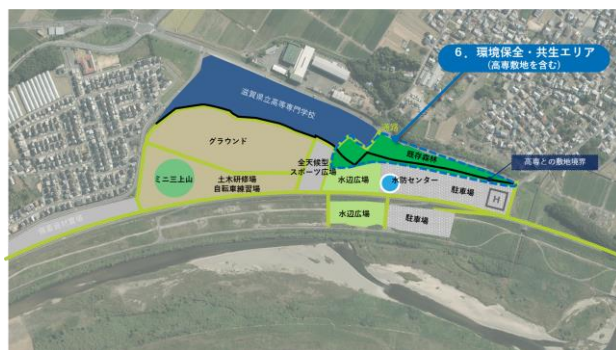 6．環境保全・共生エリア
(高専敷地を含む)
滋賀県立高等専門学校
グラウンド
既存森林
全天候型
スポーツ広場
高専との敷地境界
ミニ三上山
土木研修場
自転車練習場
水辺広場
水防センター
駐車場
H
水辺広場
駐車場